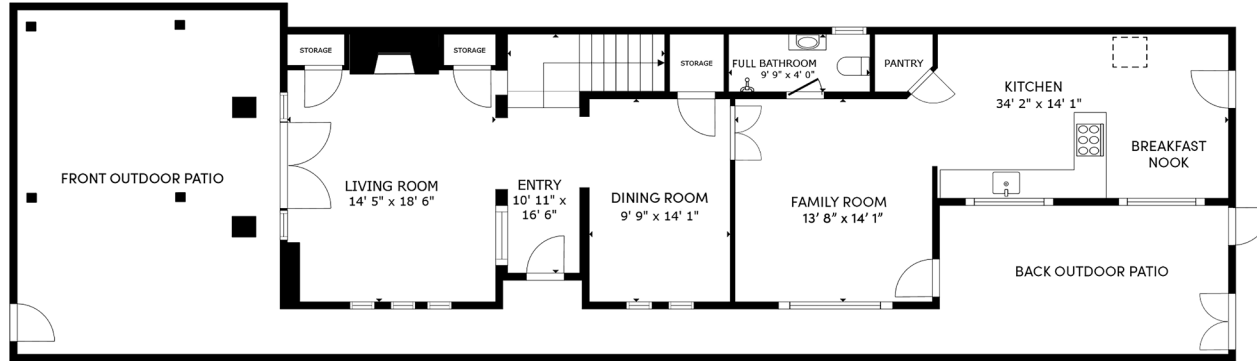 STORAGE
STORAGE
STORAGE
FULL BATHROOM
9' 9" x 4' 0"
PANTRY
KITCHEN
34' 2" x 14' 1"
BREAKFAST
NOOK
FRONT OUTDOOR PATIO
LIVING ROOM
14' 5" x 18' 6"
ENTRY
10' 11" x
16' 6"
DINING ROOM
9' 9" x 14' 1"
FAMILY ROOM
13' 8" x 14' 1"
BACK OUTDOOR PATIO